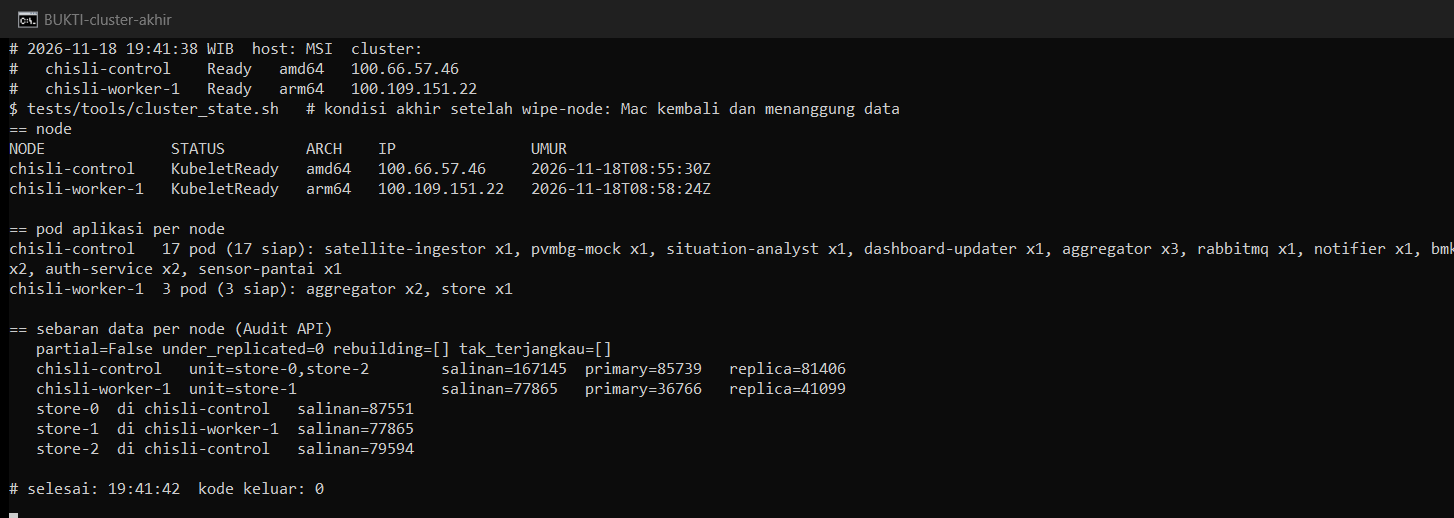 BUKTI-cluster-akhir
# 2026-11-18 19:41:38 WIB  host: MSI  cluster:
#   chisli-control    Ready   amd64   100.66.57.46
#   chisli-worker-1   Ready   arm64   100.109.151.22
$ tests/tools/cluster_state.sh   # kondisi akhir setelah wipe-node: Mac kembali dan menanggung data
== node
NODE              STATUS         ARCH    IP               UMUR
chisli-control    KubeletReady   amd64   100.66.57.46     2026-11-18T08:55:30Z
chisli-worker-1   KubeletReady   arm64   100.109.151.22   2026-11-18T08:58:24Z
== pod aplikasi per node
chisli-control   17 pod (17 siap): satellite-ingestor x1, pvmbg-mock x1, situation-analyst x1, dashboard-updater x1, aggregator x3, rabbitmq x1, notifier x1, bmk
x2, auth-service x2, sensor-pantai x1
chisli-worker-1  3 pod (3 siap): aggregator x2, store x1
== sebaran data per node (Audit API)
partial=False under_replicated=0 rebuilding=[] tak_terjangkau=[]
chisli-control   unit=store-0,store-2        salinan=167145  primary=85739   replica=81406
chisli-worker-1  unit=store-1                salinan=77865   primary=36766   replica=41099
store-0  di chisli-control   salinan=87551
store-1  di chisli-worker-1  salinan=77865
store-2  di chisli-control   salinan=79594
# selesai: 19:41:42  kode keluar: 0